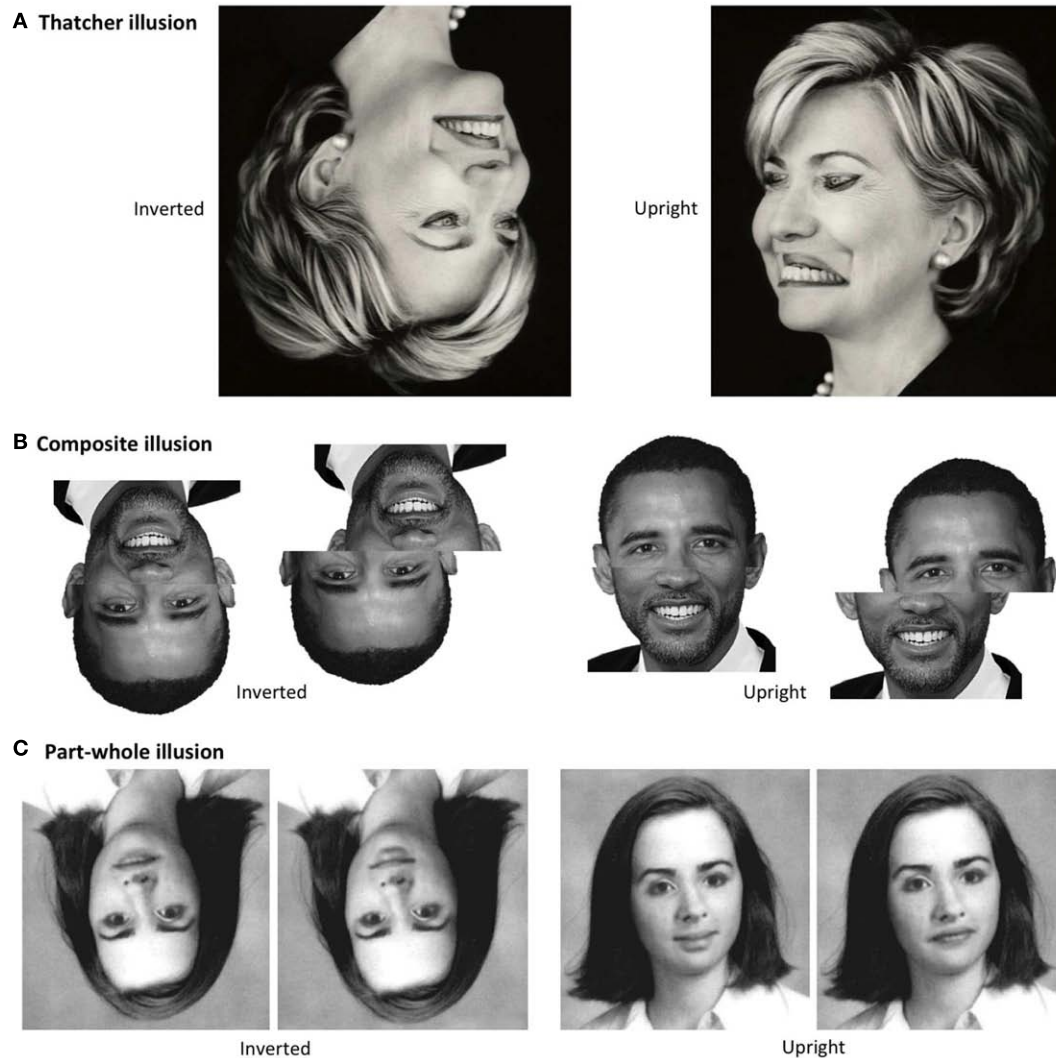 A Thatcher illusion
Inverted
Upright
B Composite illusion
Inverted
Upright
C Part-whole illusion
Inverted
Upright